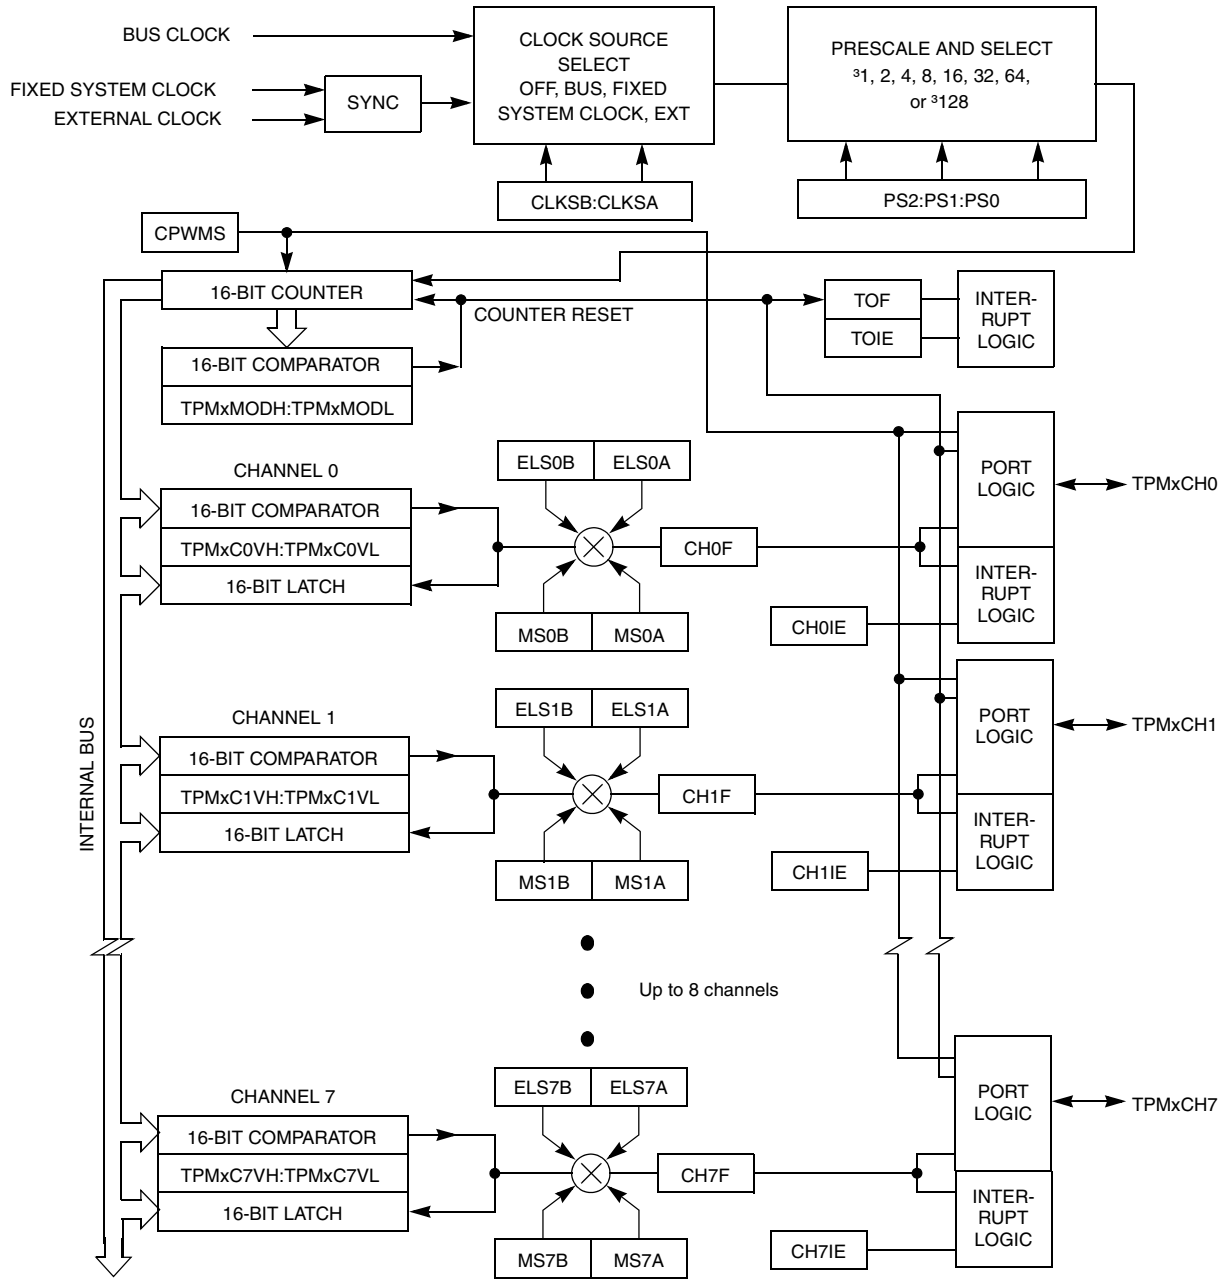 BUS CLOCK
FIXED SYSTEM CLOCK
EXTERNAL CLOCK
SYNC
CLOCK SOURCE
SELECT
OFF, BUS, FIXED
SYSTEM CLOCK, EXT
PRESCALE AND SELECT
³1, 2, 4, 8, 16, 32, 64,
or ³128
CLKSB:CLKSA
PS2:PS1:PS0
CPWMS
16-BIT COUNTER
COUNTER RESET
TOF
TOIE
INTER-
RUPT
LOGIC
16-BIT COMPARATOR
TPMxMODH:TPMxMODL
CHANNEL 0
ELS0B
ELS0A
16-BIT COMPARATOR
TPMxC0VH:TPMxC0VL
16-BIT LATCH
CH0F
MS0B
MS0A
PORT
LOGIC
TPMxCH0
INTER-
RUPT
LOGIC
CH0IE
INTERNAL BUS
CHANNEL 1
ELS1B
ELS1A
16-BIT COMPARATOR
TPMxC1VH:TPMxC1VL
16-BIT LATCH
CH1F
MS1B
MS1A
PORT
LOGIC
TPMxCH1
INTER-
RUPT
LOGIC
CH1IE
Up to 8 channels
CHANNEL 7
ELS7B
ELS7A
16-BIT COMPARATOR
TPMxC7VH:TPMxC7VL
16-BIT LATCH
CH7F
MS7B
MS7A
PORT
LOGIC
TPMxCH7
INTER-
RUPT
LOGIC
CH7IE